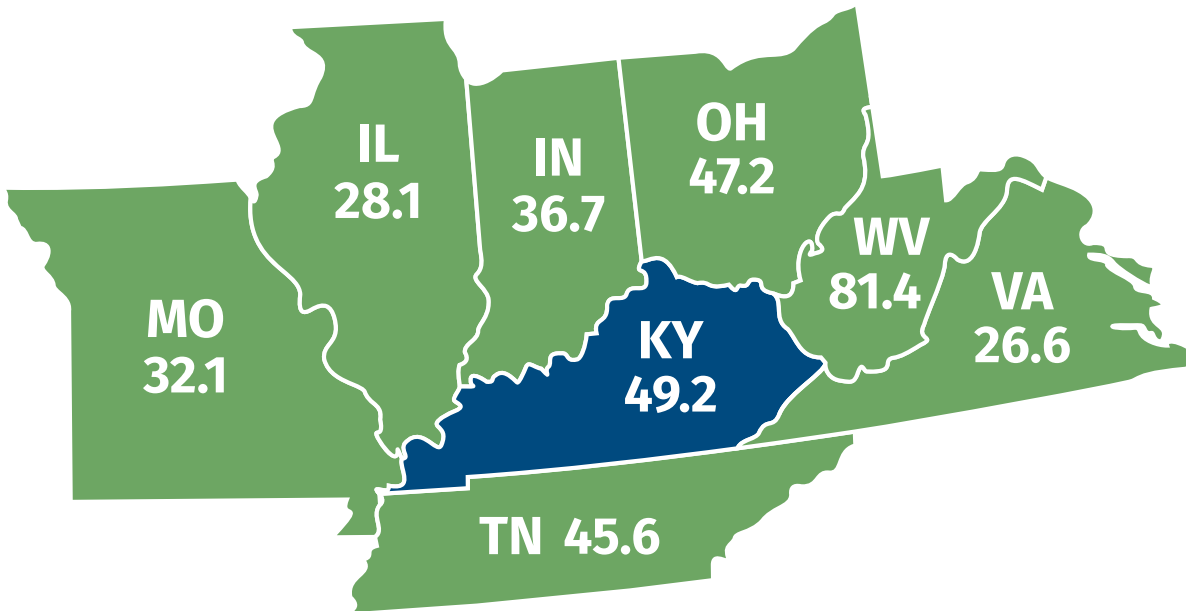 IL
28.1
IN
36.7
OH
47.2
WV
81.4
VA
26.6
MO
32.1
KY
49.2
TN 45.6